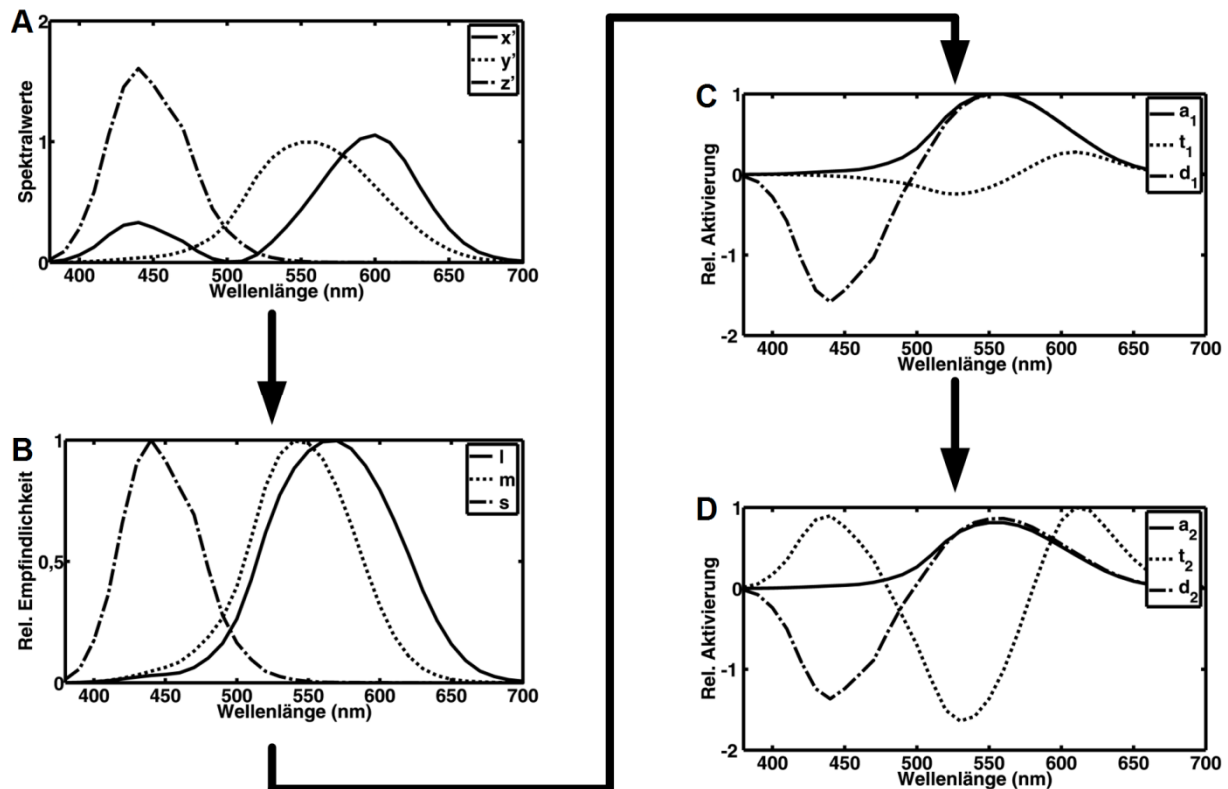 A
2
1
0
Spektralwerte
x'
y'
z'
400 450 500 550 600 650 700
Wellenlänge (nm)
B
1
0.5
0
Rel. Empfindlichkeit
l
m
s
400 450 500 550 600 650 700
Wellenlänge (nm)
C
1
0
-1
-2
Rel. Aktivierung
a1
t1
d1
400 450 500 550 600 650 700
Wellenlänge (nm)
D
1
0
-1
-2
Rel. Aktivierung
a2
t2
d2
400 450 500 550 600 650 700
Wellenlänge (nm)